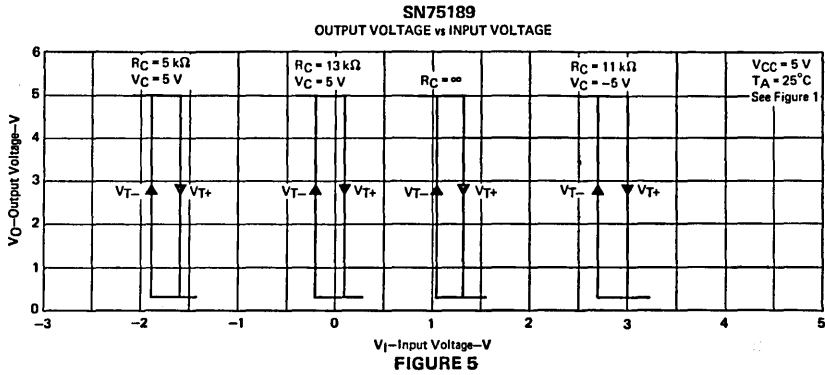 SN75189
OUTPUT VOLTAGE vs INPUT VOLTAGE
6
5
4
3
2
1
0
VO–Output Voltage–V
RC = 5 kΩ
VC = 5 V
RC = 13 kΩ
VC = 5 V
RC = ∞
RC = 11 kΩ
VC = –5 V
VCC = 5 V
TA = 25°C
See Figure 1
VT– VT+
VT– VT+
VT– VT+
VT– VT+
–3 –2 –1 0 1 2 3 4 5
VI–Input Voltage–V
FIGURE 5